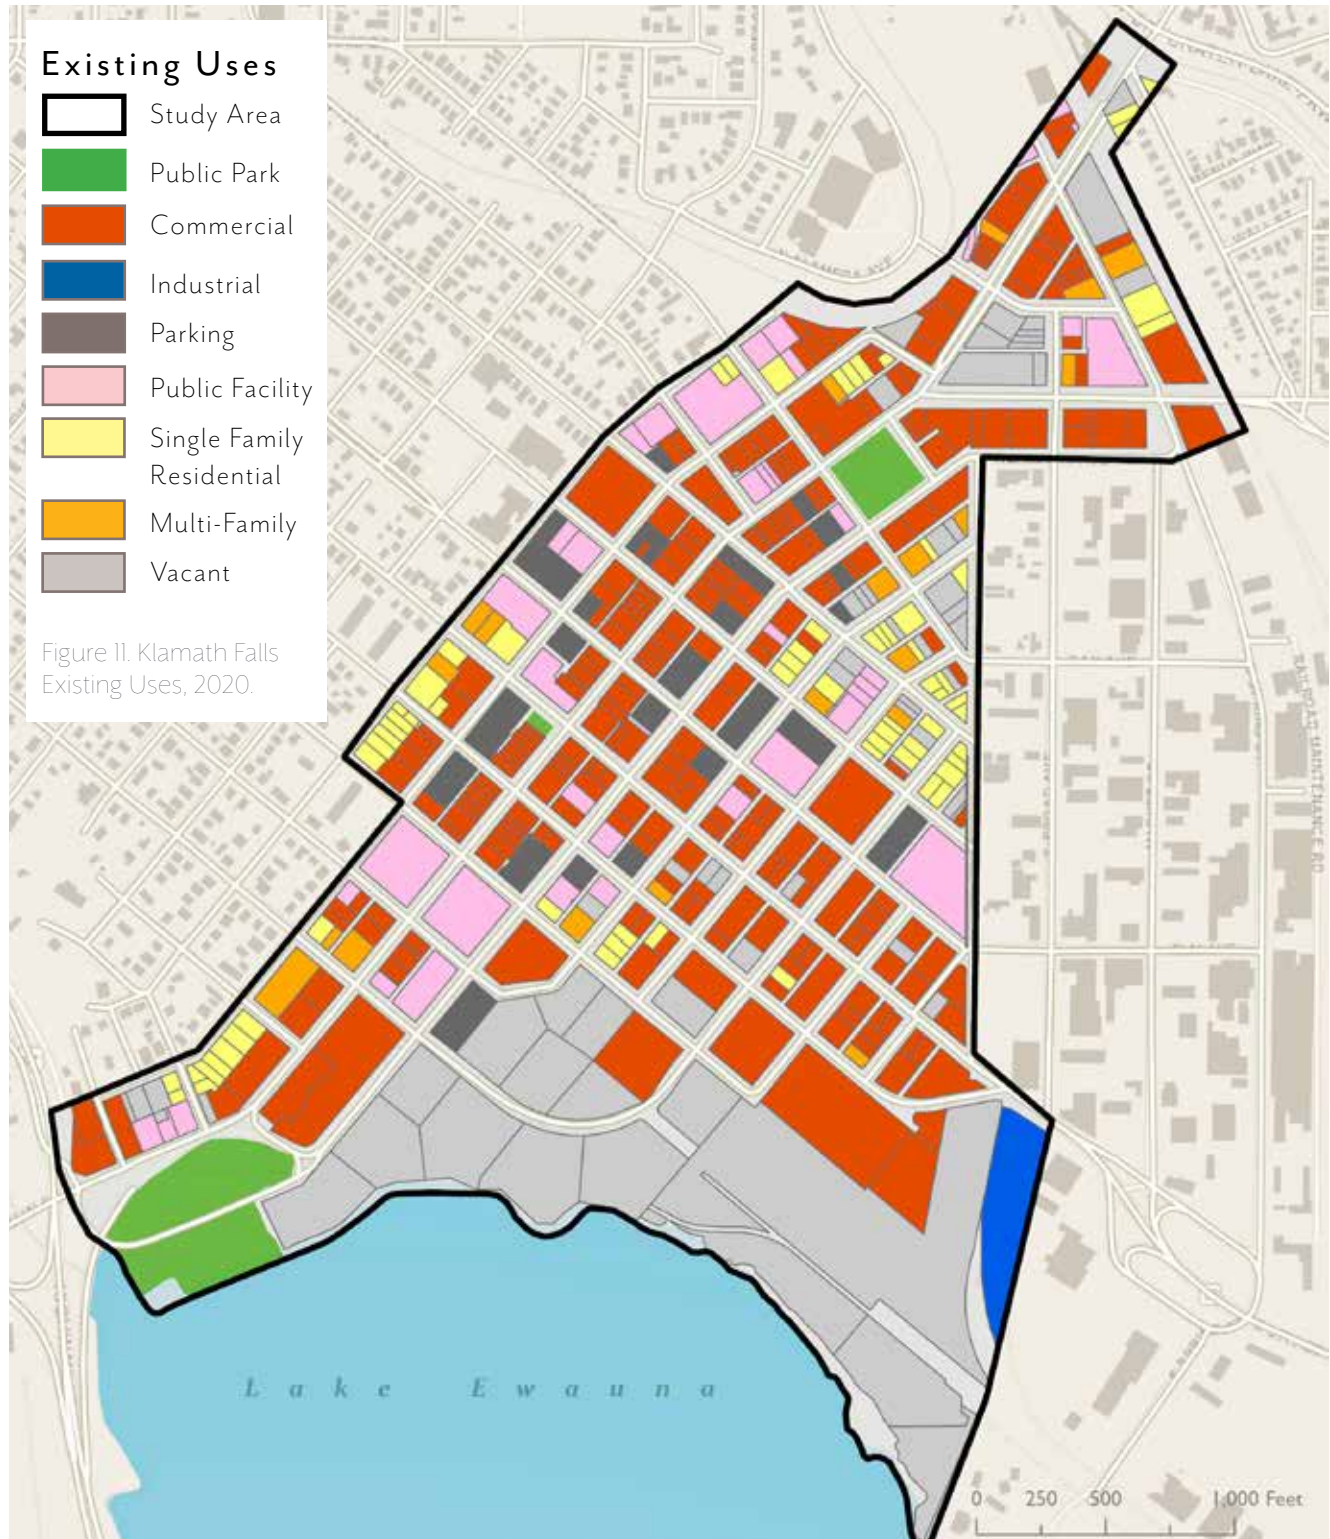 Existing Uses
Study Area
Public Park
Commercial
Industrial
Parking
Public Facility
Single Family
Residential
Multi-Family
Vacant
Figure 11. Klamath Falls
Existing Uses, 2020.
RAILROAD MAINTENANCE RD
Lake Ewauna
0 250 500 1,000 Feet